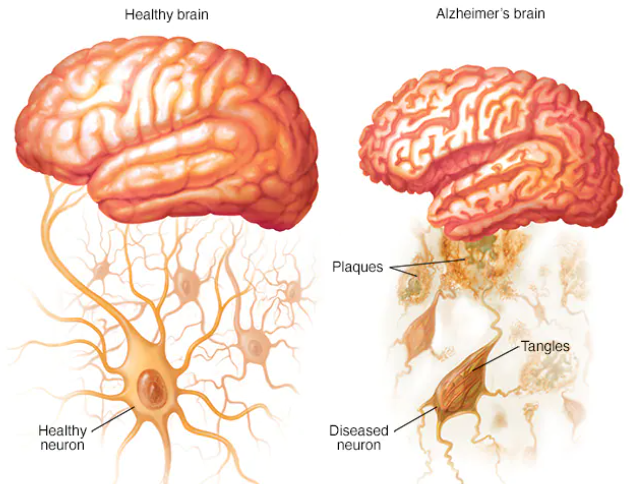 Healthy brain
Alzheimer's brain
Plaques
Tangles
Healthy
neuron
Diseased
neuron